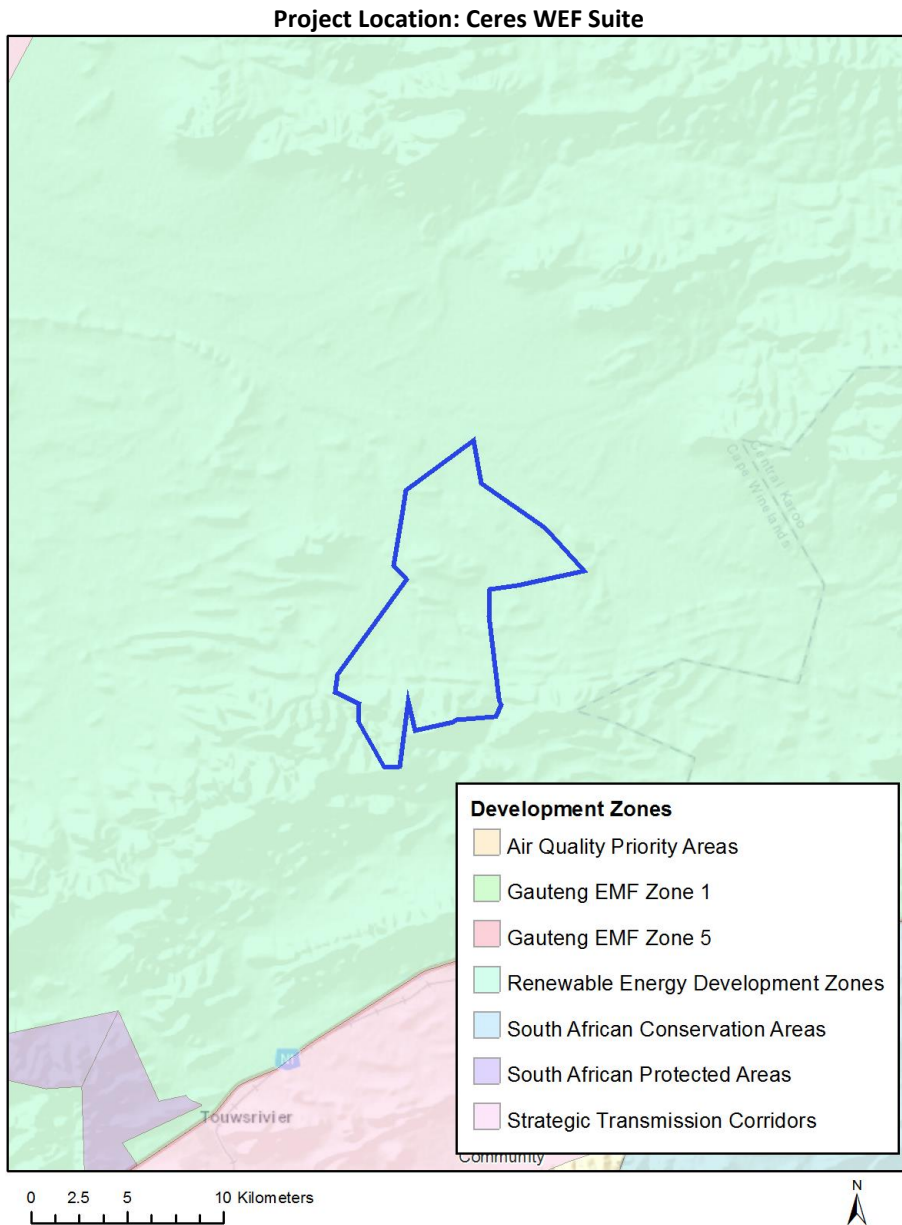 Project Location: Ceres WEF Suite
Central Karoo
Cape Winelands
Development Zones
Air Quality Priority Areas
Gauteng EMF Zone 1
Gauteng EMF Zone 5
Renewable Energy Development Zones
South African Conservation Areas
South African Protected Areas
Strategic Transmission Corridors
N1
Touwsrivier
Community
0 2.5 5 10 Kilometers
N